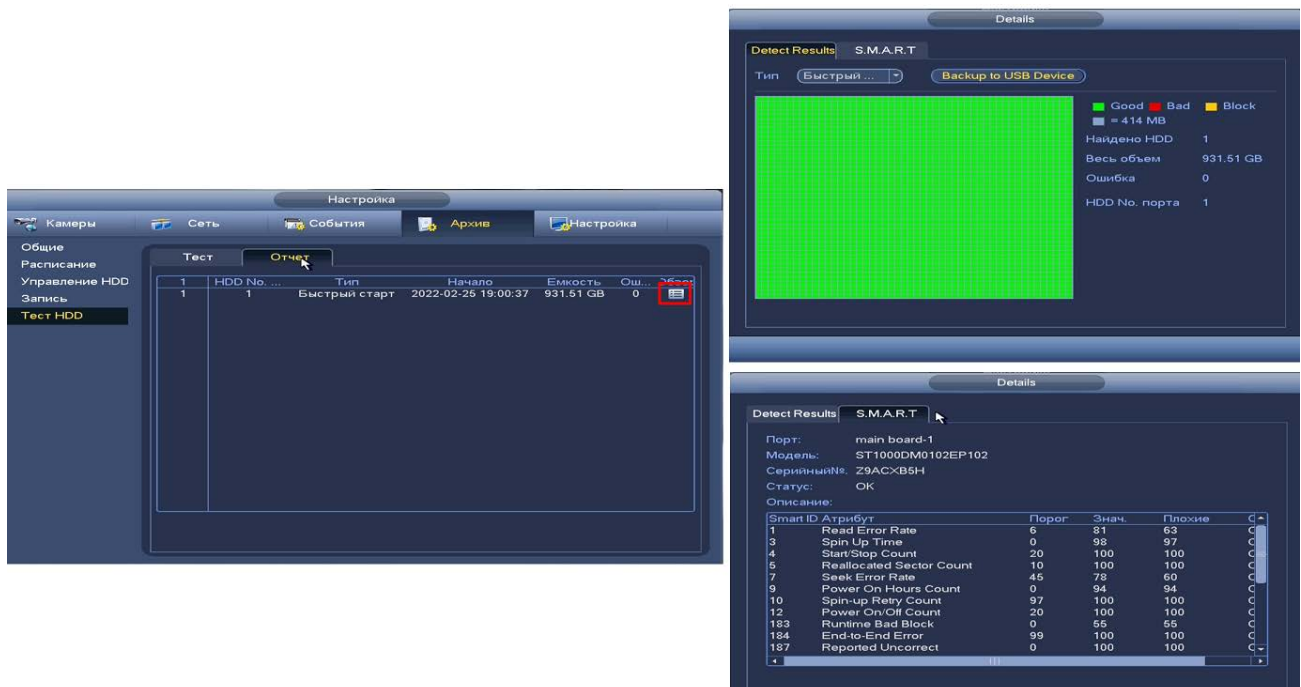 Настройка
Камеры Сеть События Архив Настройка
Общие
Расписание
Управление HDD
Запись
Тест HDD
Тест Отчет
1 HDD No. ... Тип Начало Емкость Ош...
1 1 Быстрый старт 2022-02-25 19:00:37 931.51 GB 0
Details
Detect Results S.M.A.R.T
Тип Быстрый ... Backup to USB Device
Good Bad Block
= 414 MB
Найдено HDD 1
Весь объем 931.51 GB
Ошибка 0
HDD No. порта 1
Details
Detect Results S.M.A.R.T
Порт: main board-1
Модель: ST1000DM0102EP102
Серийный№. Z9ACXB5H
Статус: OK
Описание:
Smart ID Атрибут Порог Знач. Плохие С
1 Read Error Rate 6 81 63 C
3 Spin Up Time 0 98 97 C
4 Start/Stop Count 20 100 100 C
5 Reallocated Sector Count 10 100 100 C
7 Seek Error Rate 45 78 60 C
9 Power On Hours Count 0 94 94 C
10 Spin-up Retry Count 97 100 100 C
12 Power On/Off Count 20 100 100 C
183 Runtime Bad Block 0 55 55 C
184 End-to-End Error 99 100 100 C
187 Reported Uncorrect 0 100 100 C